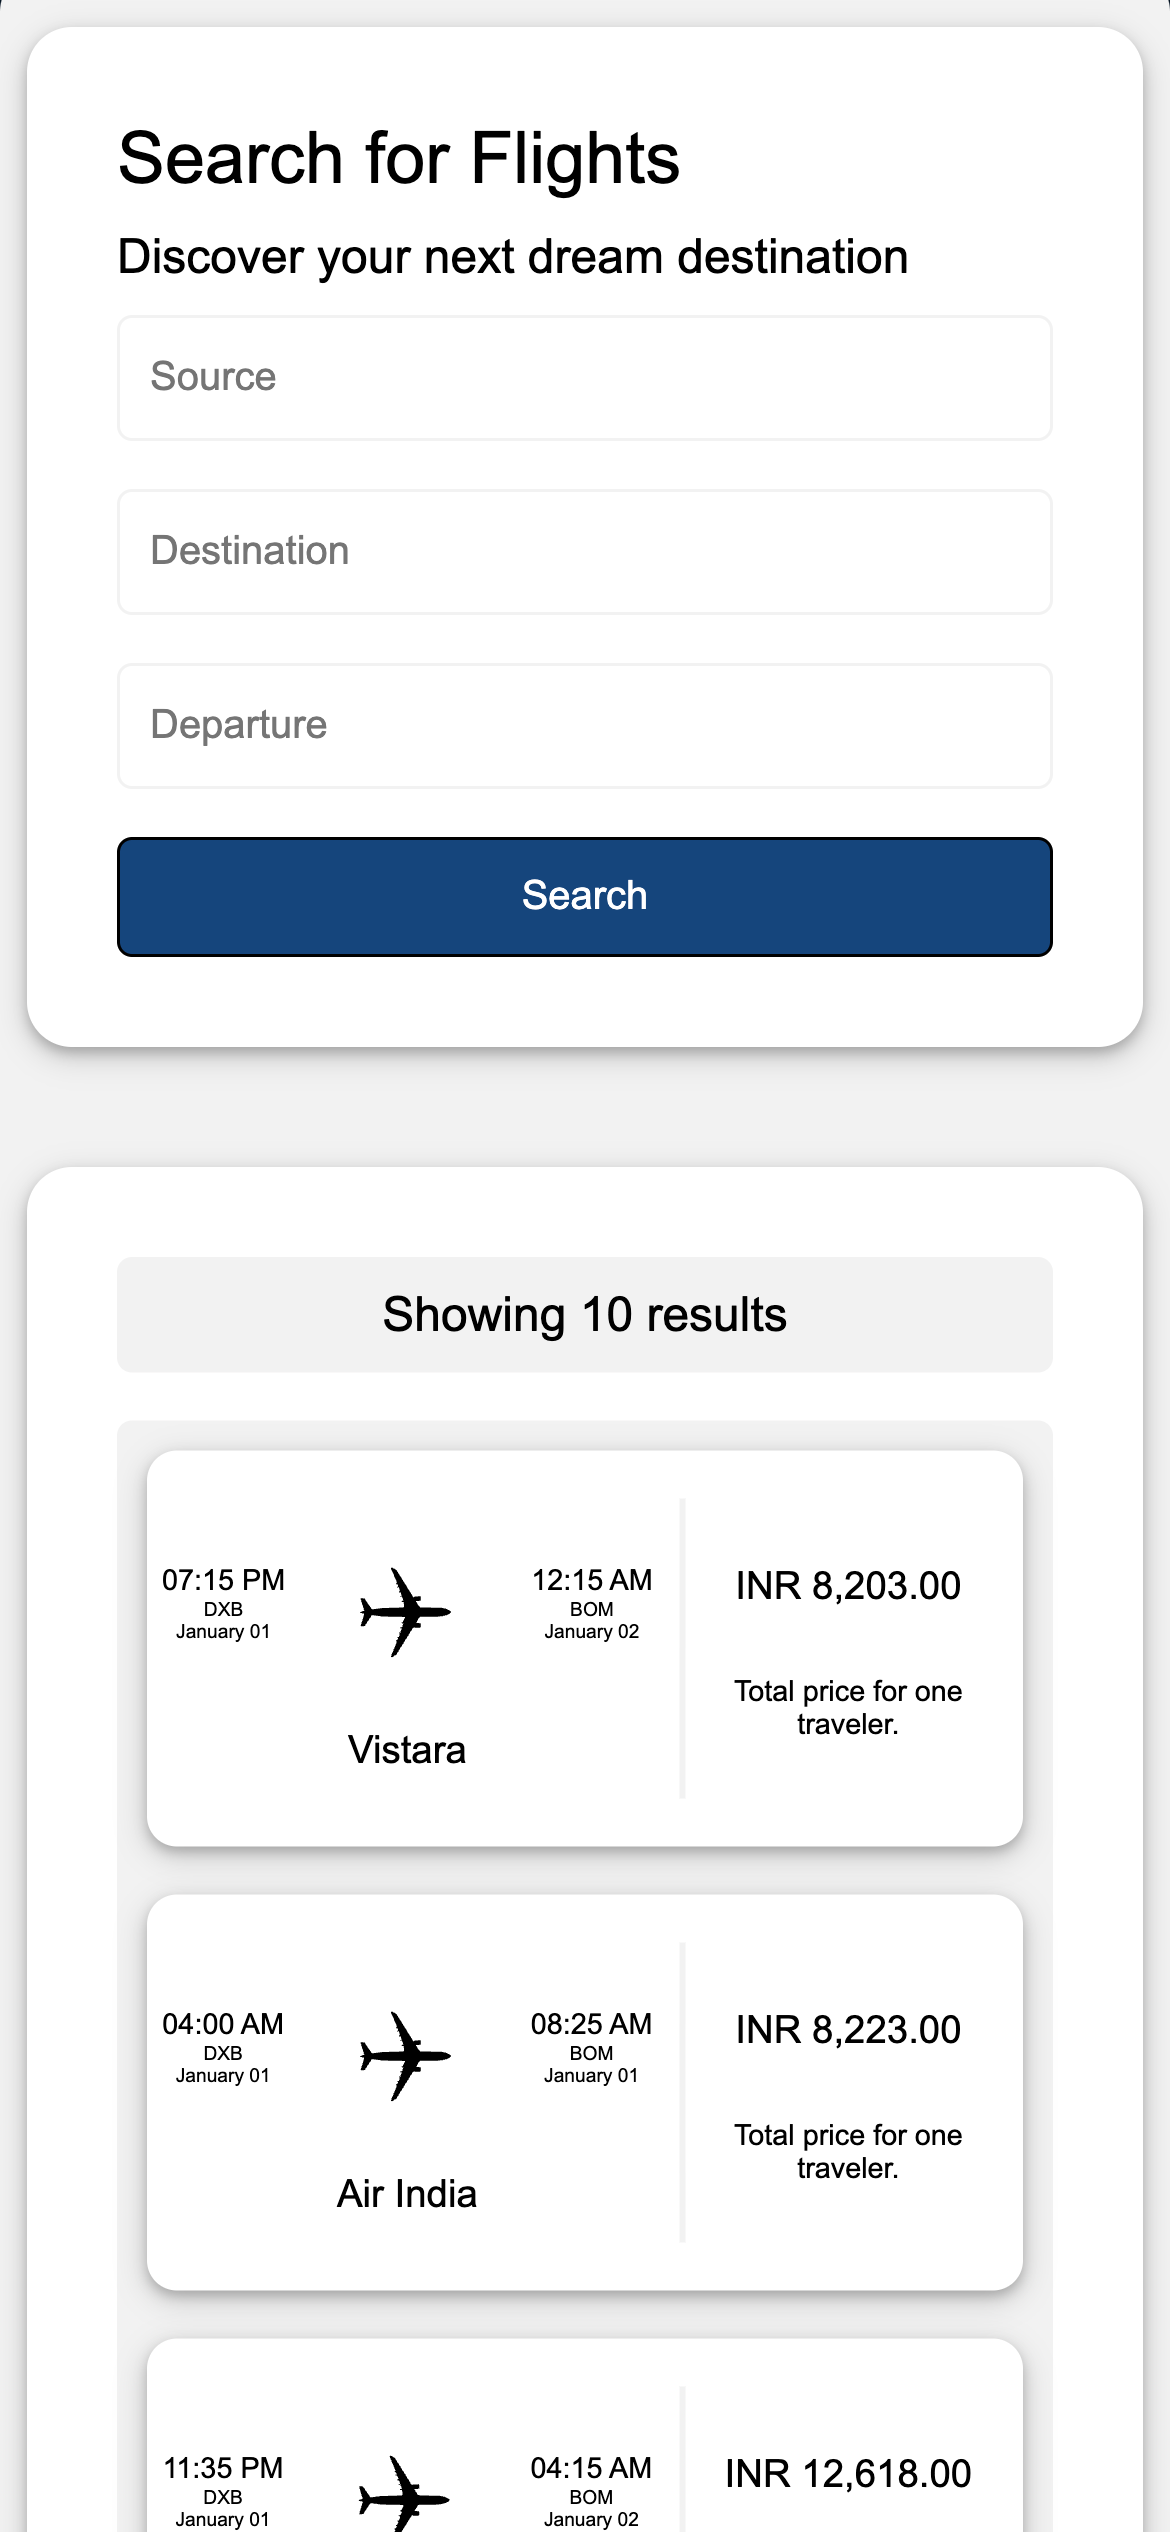 Search for Flights
Discover your next dream destination
Source
Destination
Departure
Search
Showing 10 results
07:15 PM
DXB
January 01
12:15 AM
BOM
January 02
Vistara
INR 8,203.00
Total price for one
traveler.
04:00 AM
DXB
January 01
08:25 AM
BOM
January 01
Air India
INR 8,223.00
Total price for one
traveler.
11:35 PM
DXB
January 01
04:15 AM
BOM
January 02
INR 12,618.00